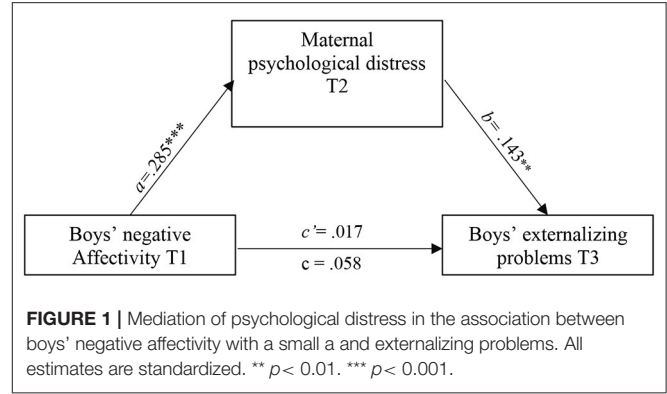 Maternal
psychological distress
T2
a=.285***
b= .143**
Boys' negative
Affectivity T1
c'= .017
c = .058
Boys' externalizing
problems T3
FIGURE 1 | Mediation of psychological distress in the association between
boys' negative affectivity with a small a and externalizing problems. All
estimates are standardized. ** p< 0.01. *** p< 0.001.